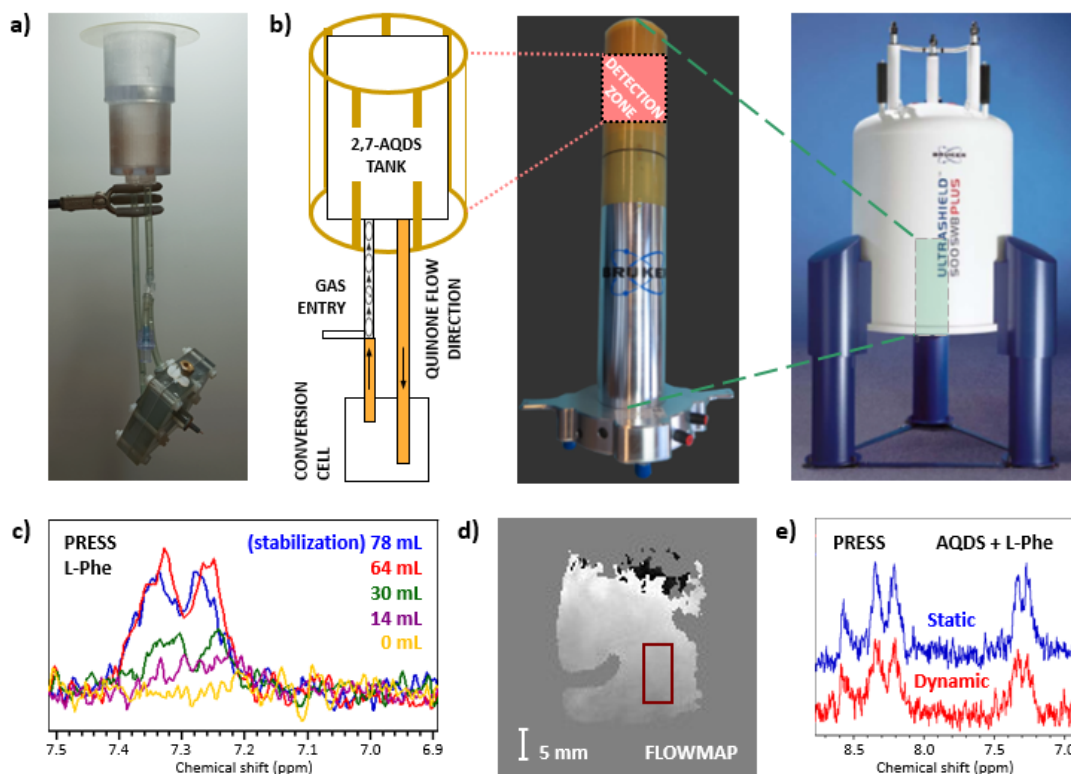 a)
b)
2,7-AQDS
TANK
GAS
ENTRY
CONVERSION
CELL
QUINONE FLOW
DIRECTION
DETECTION
ZONE
BRUKER
BRUKER
ULTRASHIELD™
500 SWB PLUS
c)
PRESS
L-Phe
(stabilization) 78 mL
64 mL
30 mL
14 mL
0 mL
7.5 7.4 7.3 7.2 7.1 7.0 6.9
Chemical shift (ppm)
d)
5 mm
FLOWMAP
e)
PRESS AQDS + L-Phe
Static
Dynamic
8.5 8.0 7.5 7.0
Chemical shift (ppm)